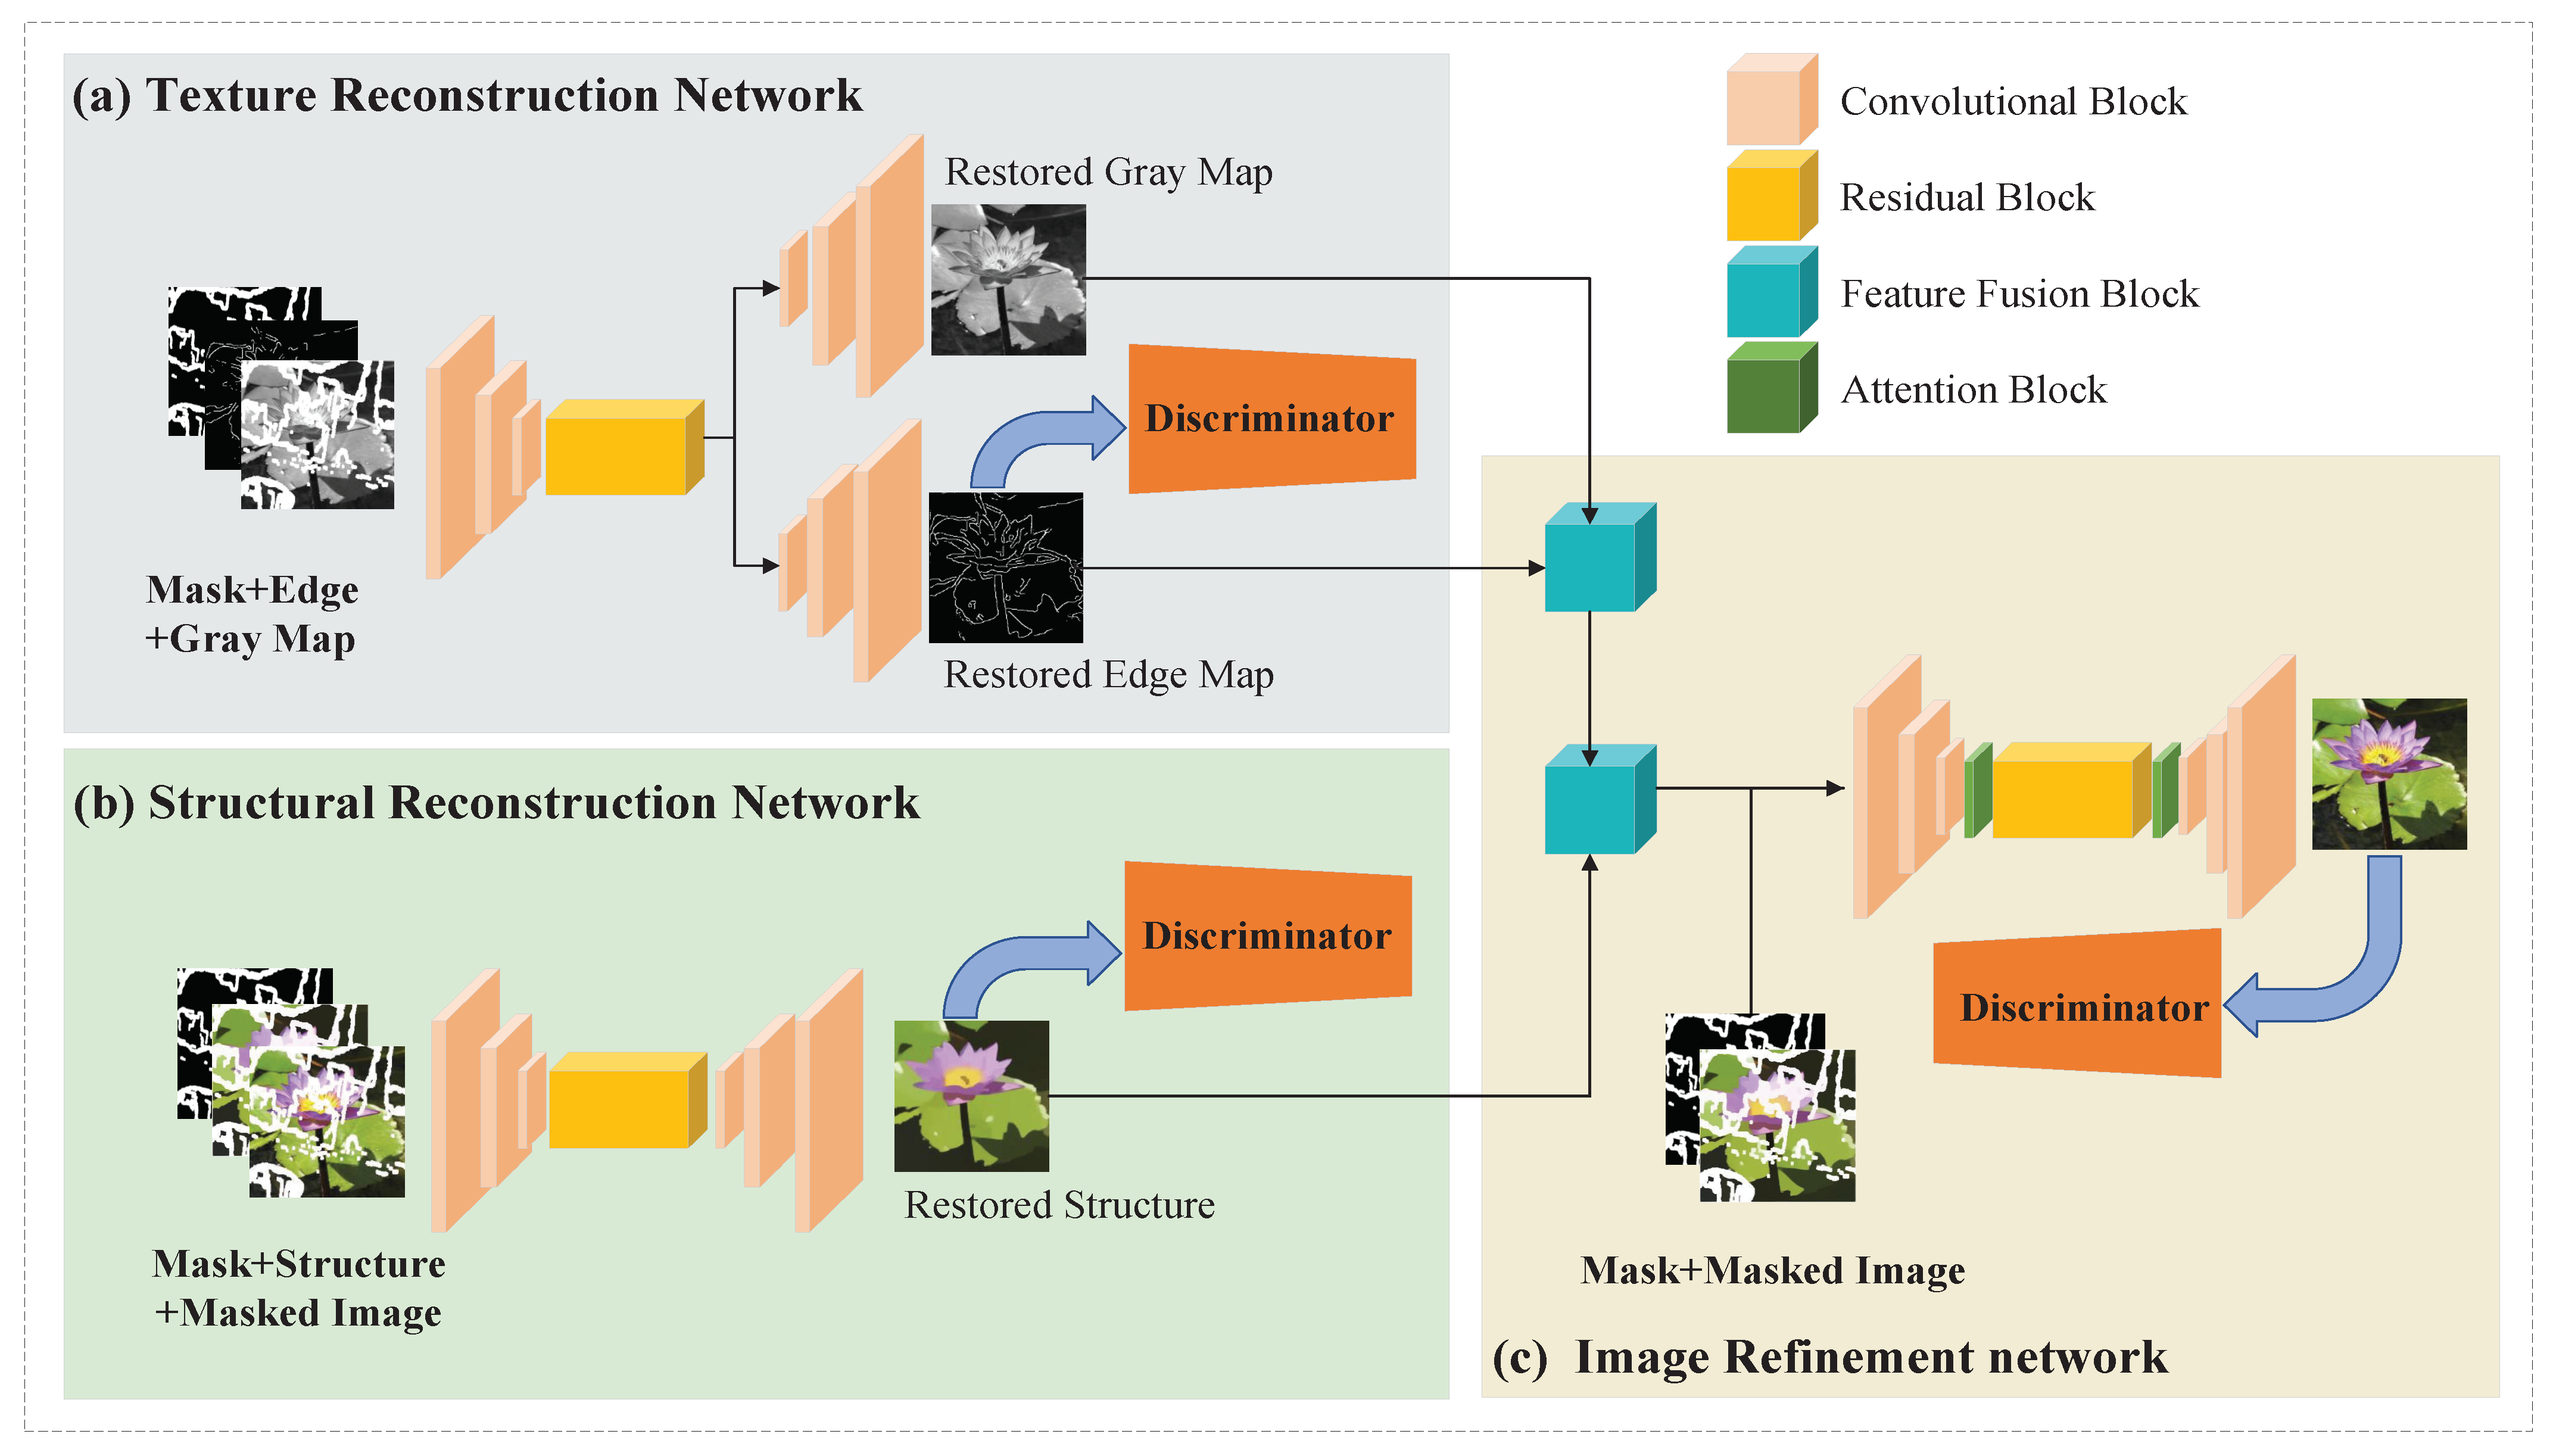 (a) Texture Reconstruction Network
Restored Gray Map
Discriminator
Mask+Edge
+Gray Map
Restored Edge Map
Convolutional Block
Residual Block
Feature Fusion Block
Attention Block
(b) Structural Reconstruction Network
Discriminator
Restored Structure
Mask+Structure
+Masked Image
Discriminator
Mask+Masked Image
(c) Image Refinement network